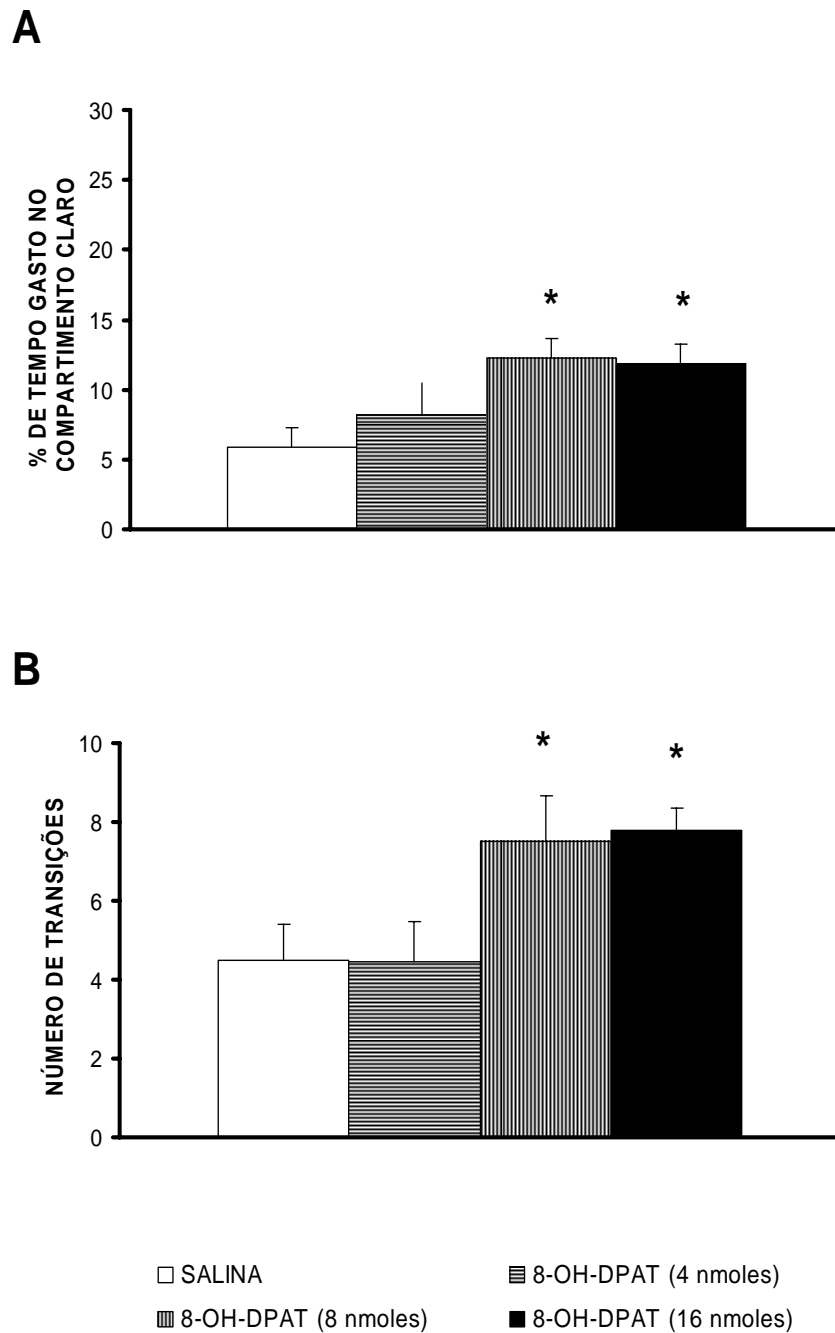 A
% DE TEMPO GASTO NO
COMPARTIMENTO CLARO
30
25
20
15
10
5
0
*
*
B
NÚMERO DE TRANSIÇÕES
10
8
6
4
2
0
*
*
SALINA
8-OH-DPAT (4 nmoles)
8-OH-DPAT (8 nmoles)
8-OH-DPAT (16 nmoles)